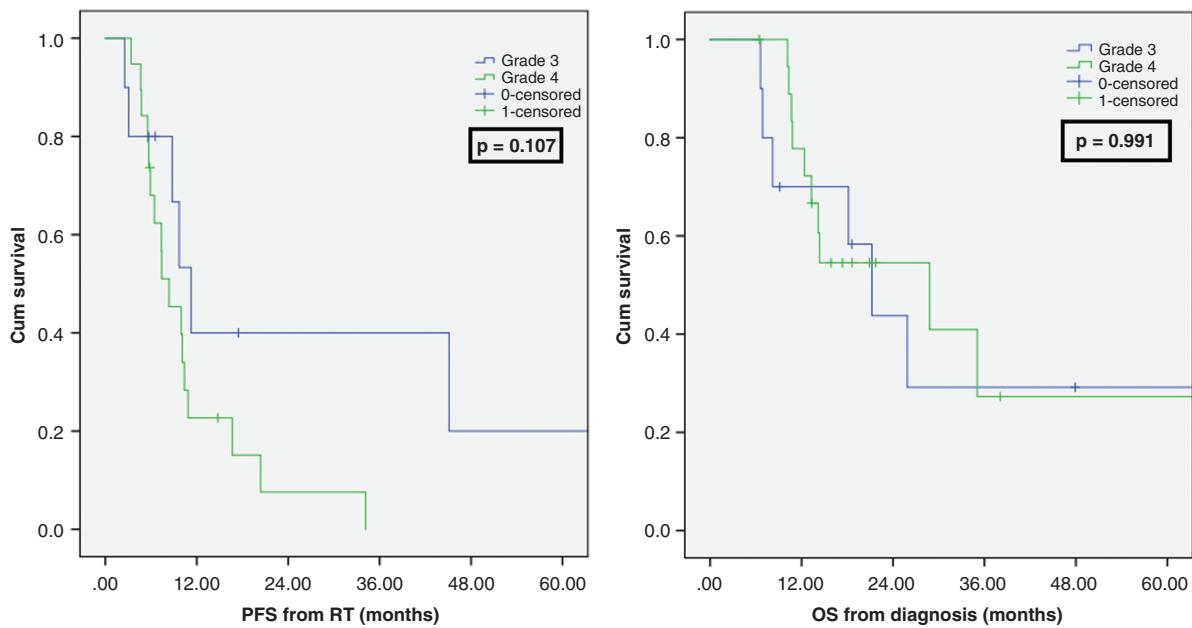 1.0
0.8
0.6
0.4
0.2
0.0
Cum survival
.00 12.00 24.00 36.00 48.00 60.00
PFS from RT (months)
Grade 3
Grade 4
0-censored
1-censored
p = 0.107
1.0
0.8
0.6
0.4
0.2
0.0
Cum survival
.00 12.00 24.00 36.00 48.00 60.00
OS from diagnosis (months)
Grade 3
Grade 4
0-censored
1-censored
p = 0.991